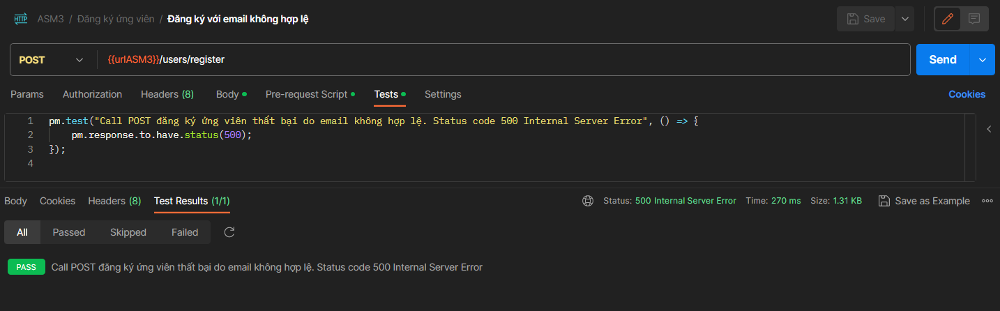 HTTP ASM3 / Đăng ký ứng viên / Đăng ký với email không hợp lệ Save
POST {{urlASM3}}/users/register Send
Params Authorization Headers (8) Body Pre-request Script Tests Settings Cookies
1 pm.test("Call POST đăng ký ứng viên thất bại do email không hợp lệ. Status code 500 Internal Server Error", () => {
2 pm.response.to.have.status(500);
3 });
4
Body Cookies Headers (8) Test Results (1/1) Status: 500 Internal Server Error Time: 270 ms Size: 1.31 KB Save as Example
All Passed Skipped Failed
PASS Call POST đăng ký ứng viên thất bại do email không hợp lệ. Status code 500 Internal Server Error